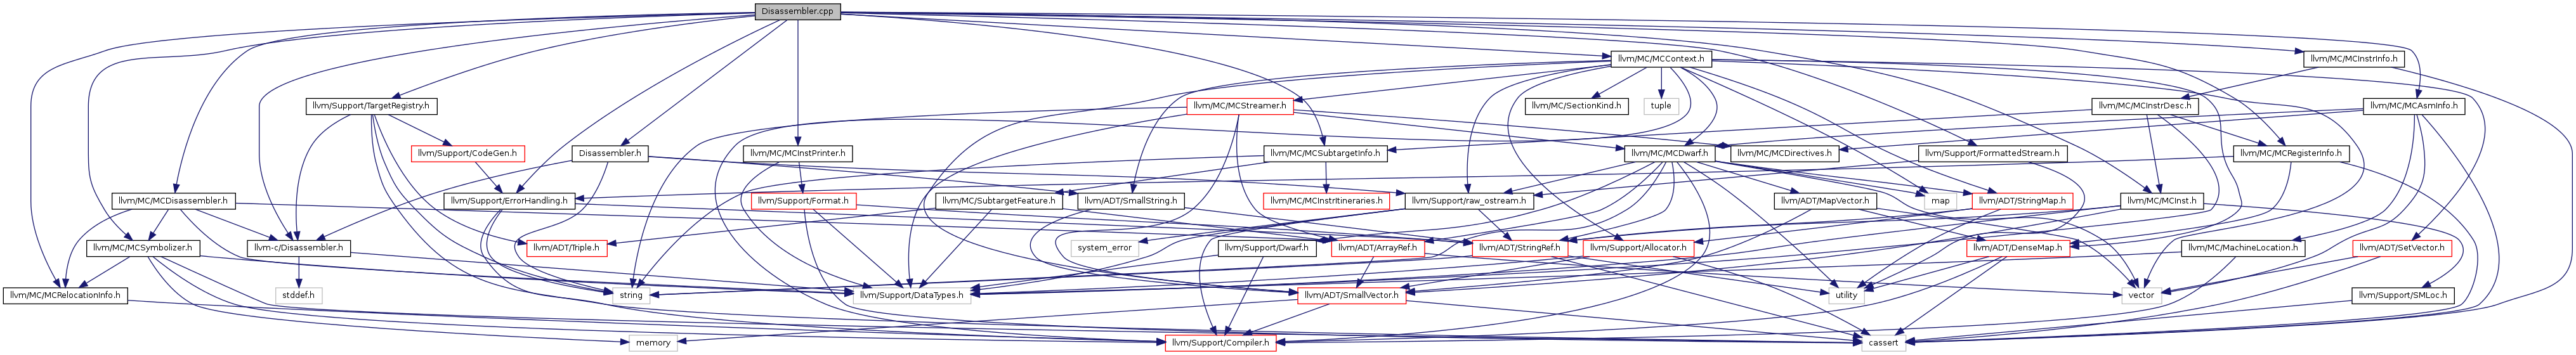 Disassembler.cpp
llvm/MC/MCContext.h
llvm/MC/MCInstrInfo.h
llvm/Support/TargetRegistry.h
llvm/MC/MCStreamer.h
llvm/MC/SectionKind.h
tuple
llvm/MC/MCInstrDesc.h
llvm/MC/MCAsmInfo.h
llvm/Support/CodeGen.h
Disassembler.h
llvm/MC/MCInstPrinter.h
llvm/MC/MCSubtargetInfo.h
llvm/MC/MCDwarf.h
llvm/MC/MCDirectives.h
llvm/Support/FormattedStream.h
llvm/MC/MCRegisterInfo.h
llvm/MC/MCDisassembler.h
llvm/Support/ErrorHandling.h
llvm/Support/Format.h
llvm/MC/MCInstrItineraries.h
llvm/MC/SubtargetFeature.h
llvm/ADT/SmallString.h
llvm/Support/raw_ostream.h
llvm/ADT/MapVector.h
map
llvm/ADT/StringMap.h
llvm/MC/MCInst.h
llvm/MC/MCSymbolizer.h
llvm-c/Disassembler.h
llvm/ADT/Triple.h
system_error
llvm/Support/Dwarf.h
llvm/ADT/ArrayRef.h
llvm/ADT/StringRef.h
llvm/Support/Allocator.h
llvm/ADT/DenseMap.h
llvm/MC/MachineLocation.h
llvm/ADT/SetVector.h
llvm/MC/MCRelocationInfo.h
stddef.h
string
llvm/Support/DataTypes.h
llvm/ADT/SmallVector.h
utility
vector
llvm/Support/SMLoc.h
memory
llvm/Support/Compiler.h
cassert